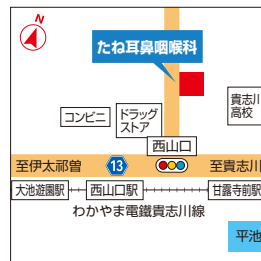 N
たね耳鼻咽喉科
貴志川
高校
コンビニ
ドラッグ
ストア
西山口
至伊太祁曽
13
至貴志川
大池遊園駅
西山口駅
甘露寺前駅
わかやま電鐵貴志川線
平池